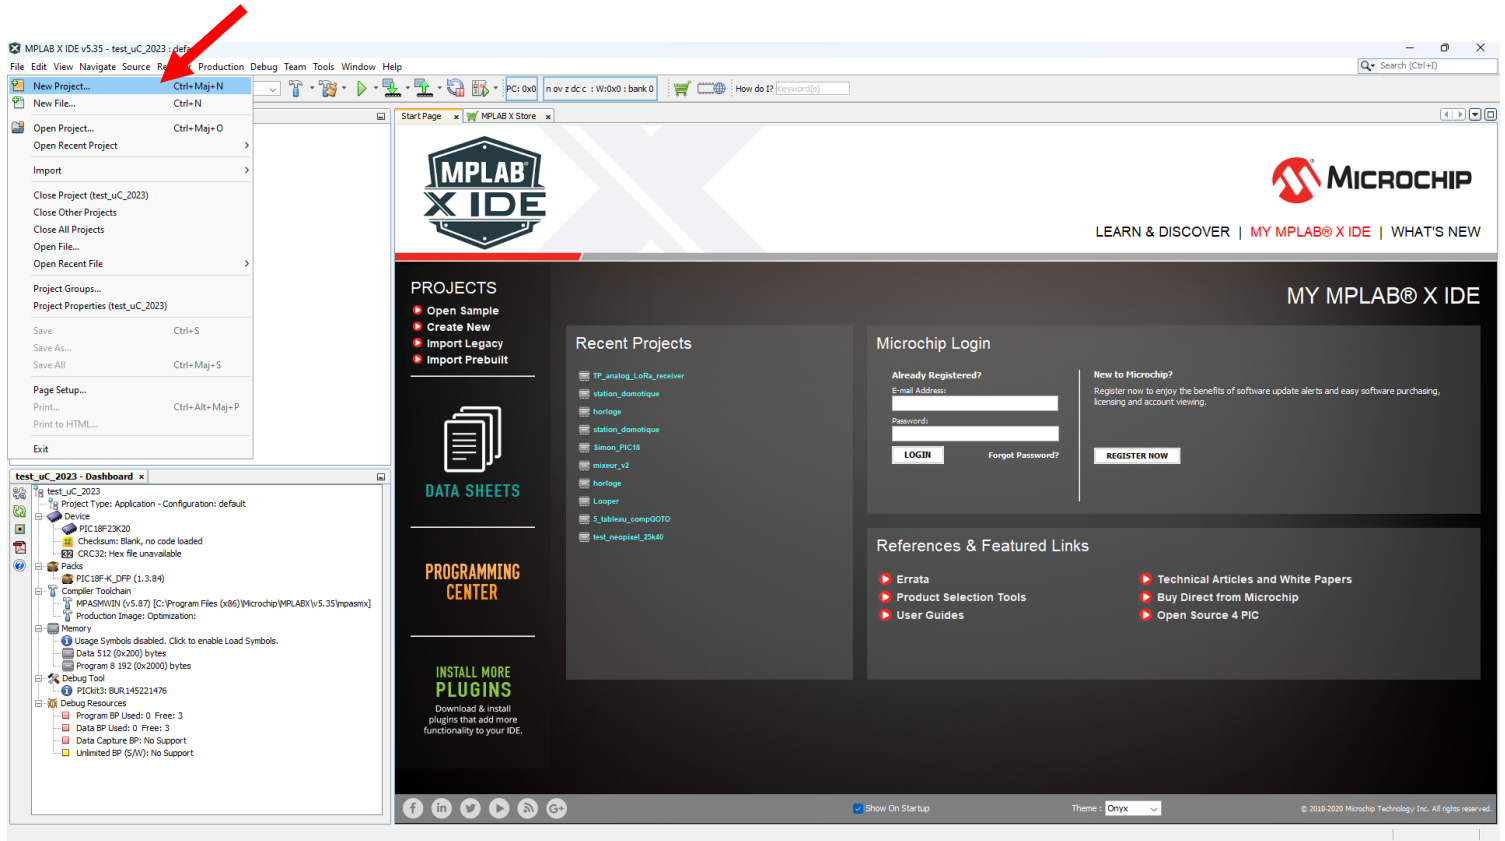 MPLAB X IDE v5.35 - test_uC_2023 : defa
File Edit View Navigate Source Re Production Debug Team Tools Window Help
Search (Ctrl+I)
New Project... Ctrl+Maj+N
PC: 0x0 n ov z dc c : W:0x0 : bank 0 How do I? Keyword(s)
New File... Ctrl+N
Open Project... Ctrl+Maj+O
Open Recent Project
Import
Close Project (test_uC_2023)
Close Other Projects
Close All Projects
Open File...
Open Recent File
Project Groups...
Project Properties (test_uC_2023)
Save Ctrl+S
Save As...
Save All Ctrl+Maj+S
Page Setup...
Print... Ctrl+Alt+Maj+P
Print to HTML...
Exit
test_uC_2023 - Dashboard
test_uC_2023
Project Type: Application - Configuration: default
Device
PIC18F23K20
Checksum: Blank, no code loaded
32 CRC32: Hex file unavailable
Packs
PIC18F-K_DFP (1.3.84)
Compiler Toolchain
MPASMWIN (v5.87) [C:\Program Files (x86)\Microchip\MPLABX\v5.35\mpasmx]
Production Image: Optimization:
Memory
Usage Symbols disabled. Click to enable Load Symbols.
Data 512 (0x200) bytes
Program 8 192 (0x2000) bytes
Debug Tool
PICkit3: BUR145221476
Debug Resources
Program BP Used: 0 Free: 3
Data BP Used: 0 Free: 3
Data Capture BP: No Support
Unlimited BP (S/W): No Support
Start Page MPLAB X Store
MPLAB®
X IDE
MICROCHIP
LEARN & DISCOVER | MY MPLAB® X IDE | WHAT'S NEW
MY MPLAB® X IDE
PROJECTS
Open Sample
Create New
Import Legacy
Import Prebuilt
DATA SHEETS
PROGRAMMING
CENTER
INSTALL MORE
PLUGINS
Download & install
plugins that add more
functionality to your IDE.
Recent Projects
TP_analog_LoRa_receiver
station_domotique
horloge
station_domotique
Simon_PIC18
mixeur_v2
horloge
Looper
5_tableau_compGOTO
test_neopixel_25k40
Microchip Login
Already Registered?
E-mail Address:
Password:
LOGIN Forgot Password?
New to Microchip?
Register now to enjoy the benefits of software update alerts and easy software purchasing,
licensing and account viewing.
REGISTER NOW
References & Featured Links
Errata
Product Selection Tools
User Guides
Technical Articles and White Papers
Buy Direct from Microchip
Open Source 4 PIC
Show On Startup
Theme : Onyx
© 2010-2020 Microchip Technology Inc. All rights reserved.